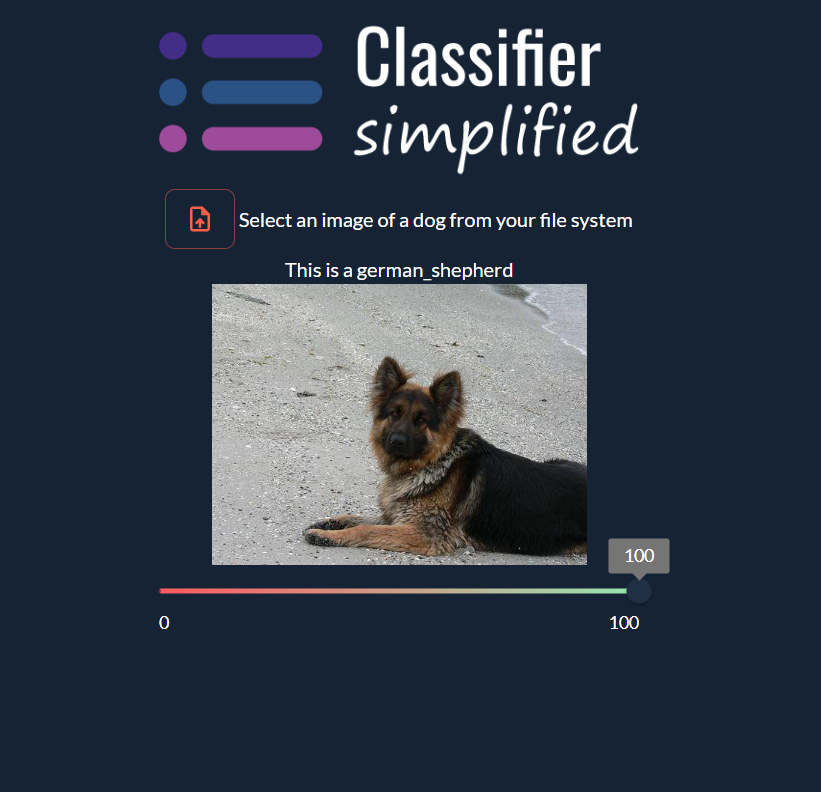 Classifier
simplified
Select an image of a dog from your file system
This is a german_shepherd
100
0 100